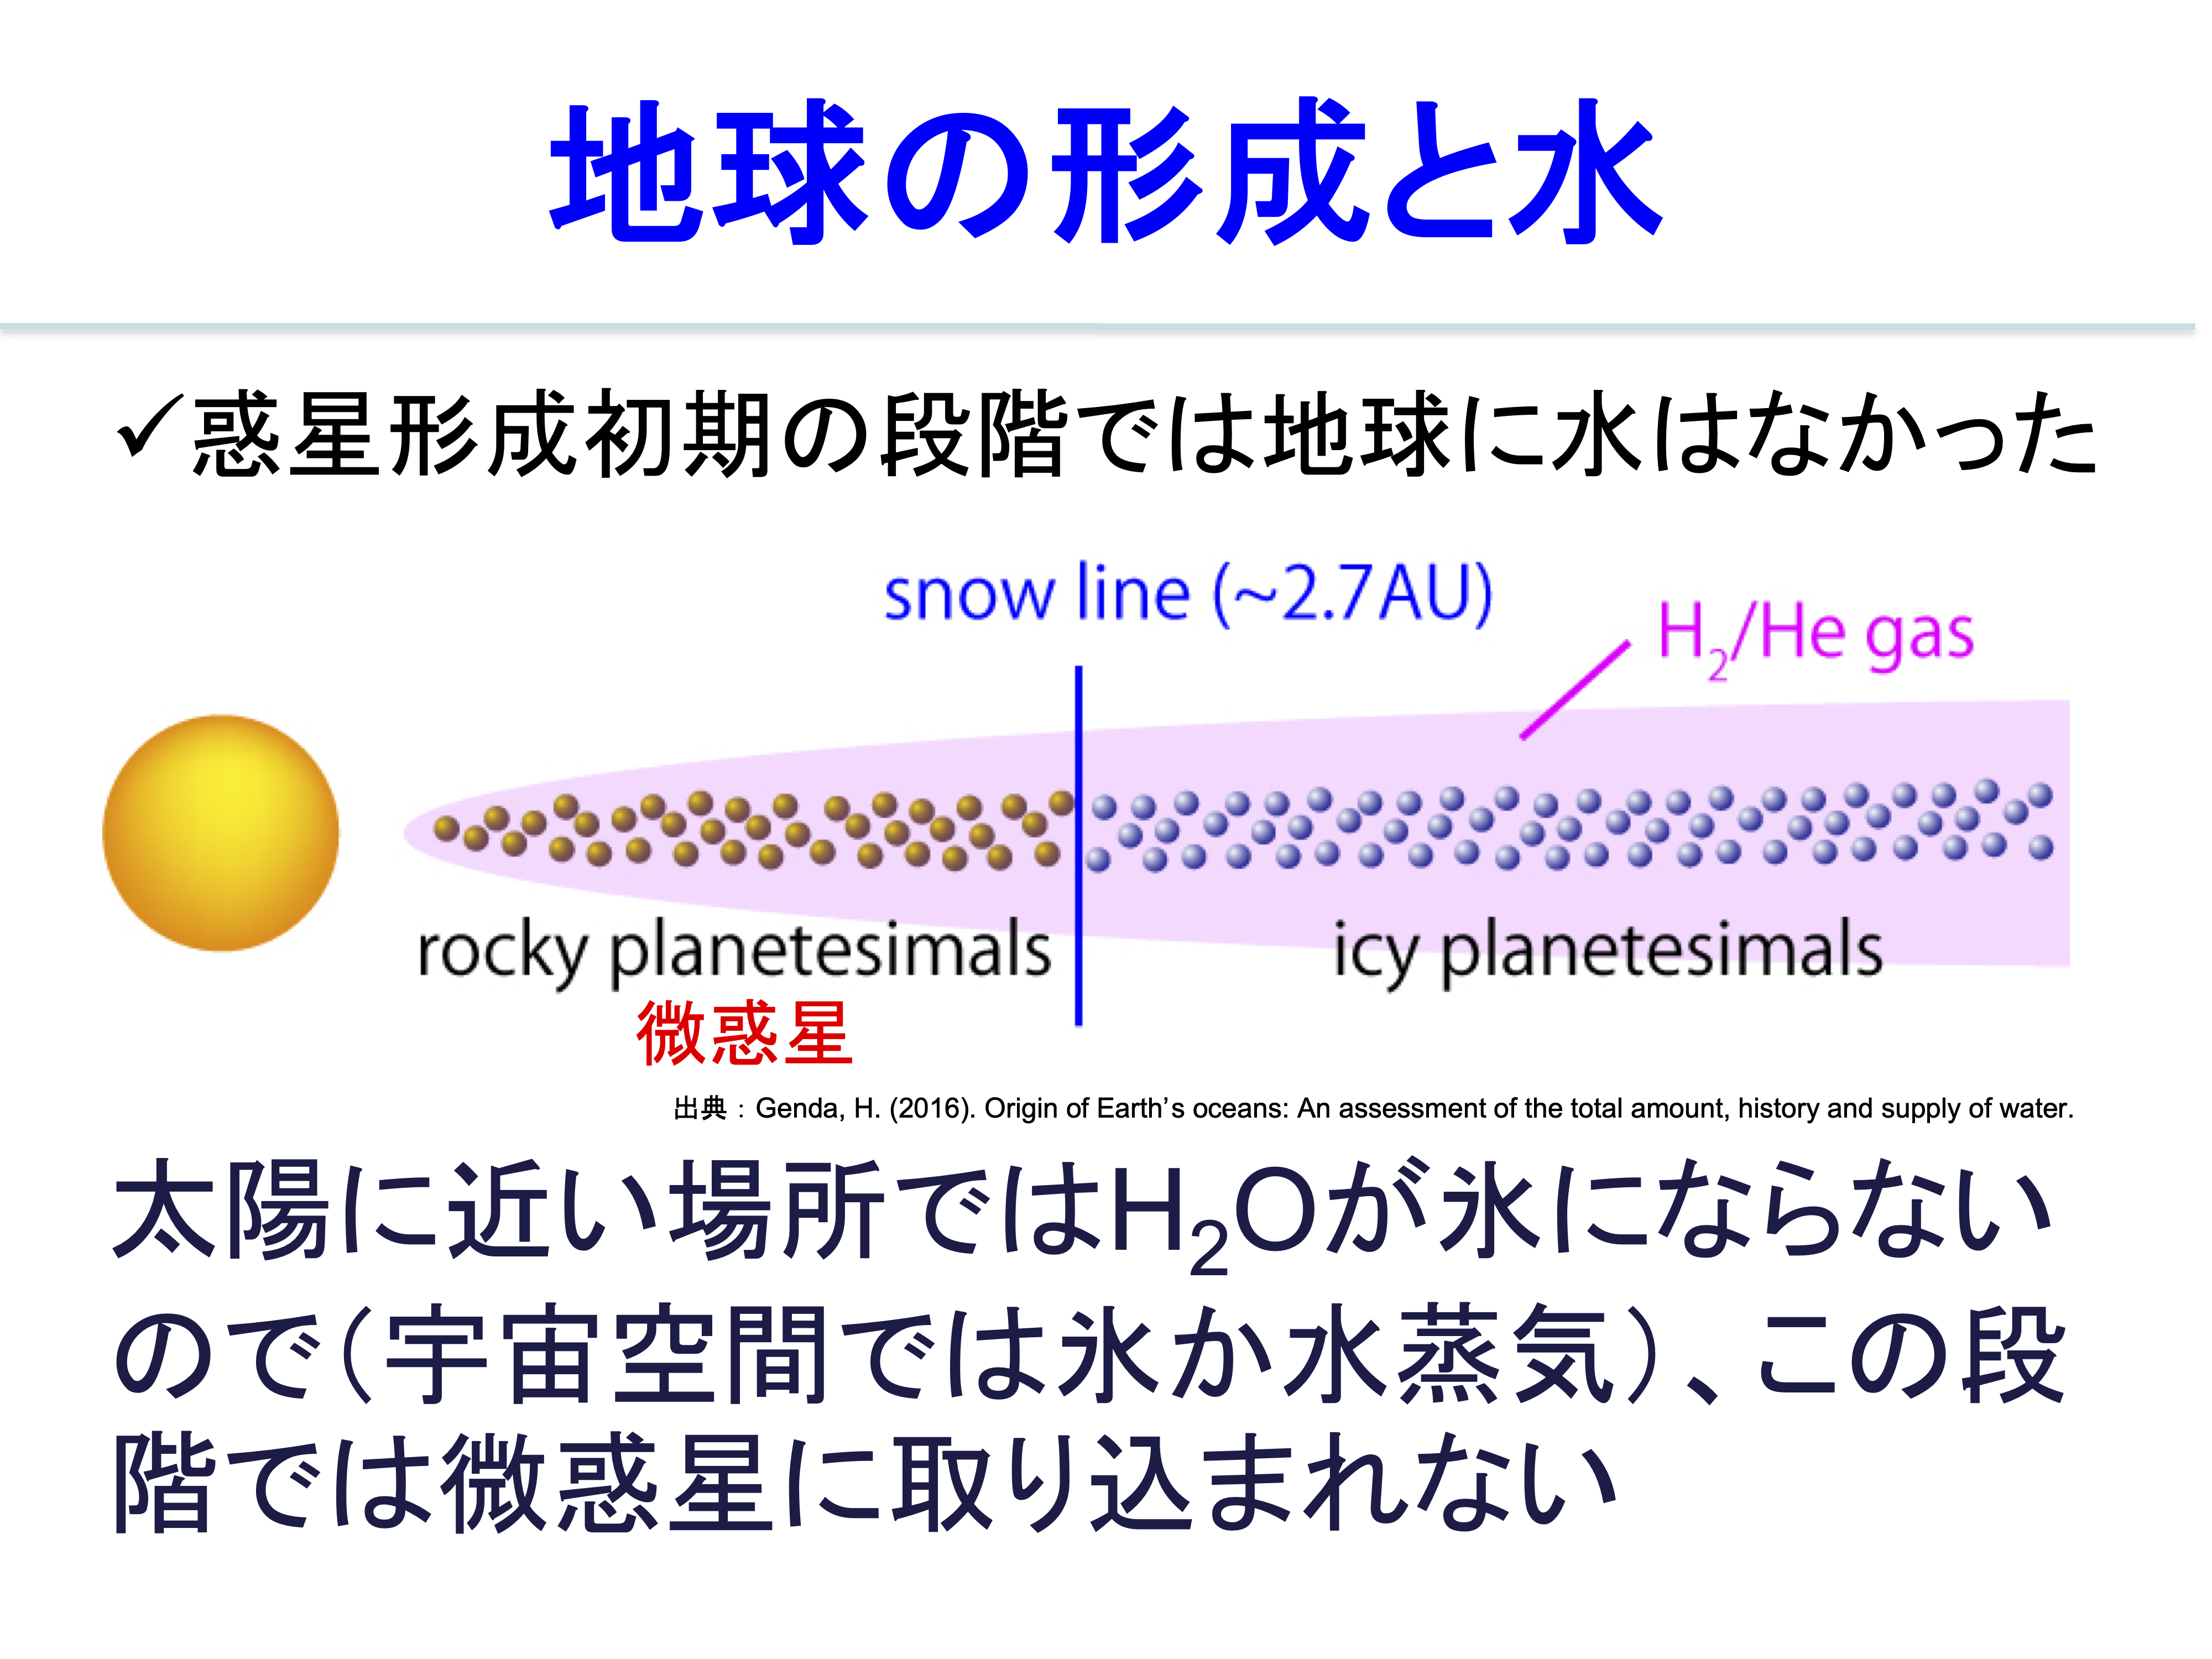 地球の形成と水
✓惑星形成初期の段階では地球に水はなかった
snow line (~2.7AU)
H₂/He gas
rocky planetesimals
icy planetesimals
微惑星
出典：Genda, H. (2016). Origin of Earth’s oceans: An assessment of the total amount, history and supply of water.
太陽に近い場所ではH₂Oが氷にならない
ので（宇宙空間では氷か水蒸気）、この段
階では微惑星に取り込まれない